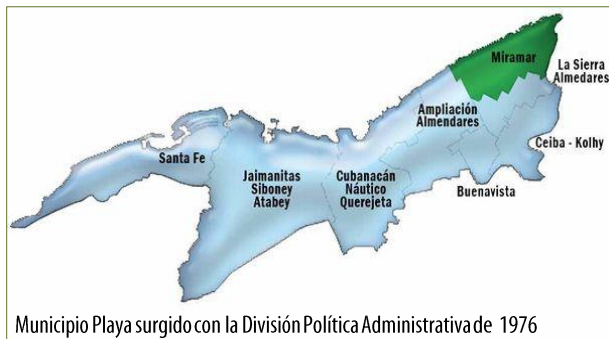 Miramar
La Sierra
Almedares
Ampliación
Almendares
Ceiba - Kolhy
Santa Fe
Jaimanitas
Siboney
Atabey
Cubanacán
Náutico
Querejeta
Buenavista
Municipio Playa surgido con la División Política Administrativa de 1976